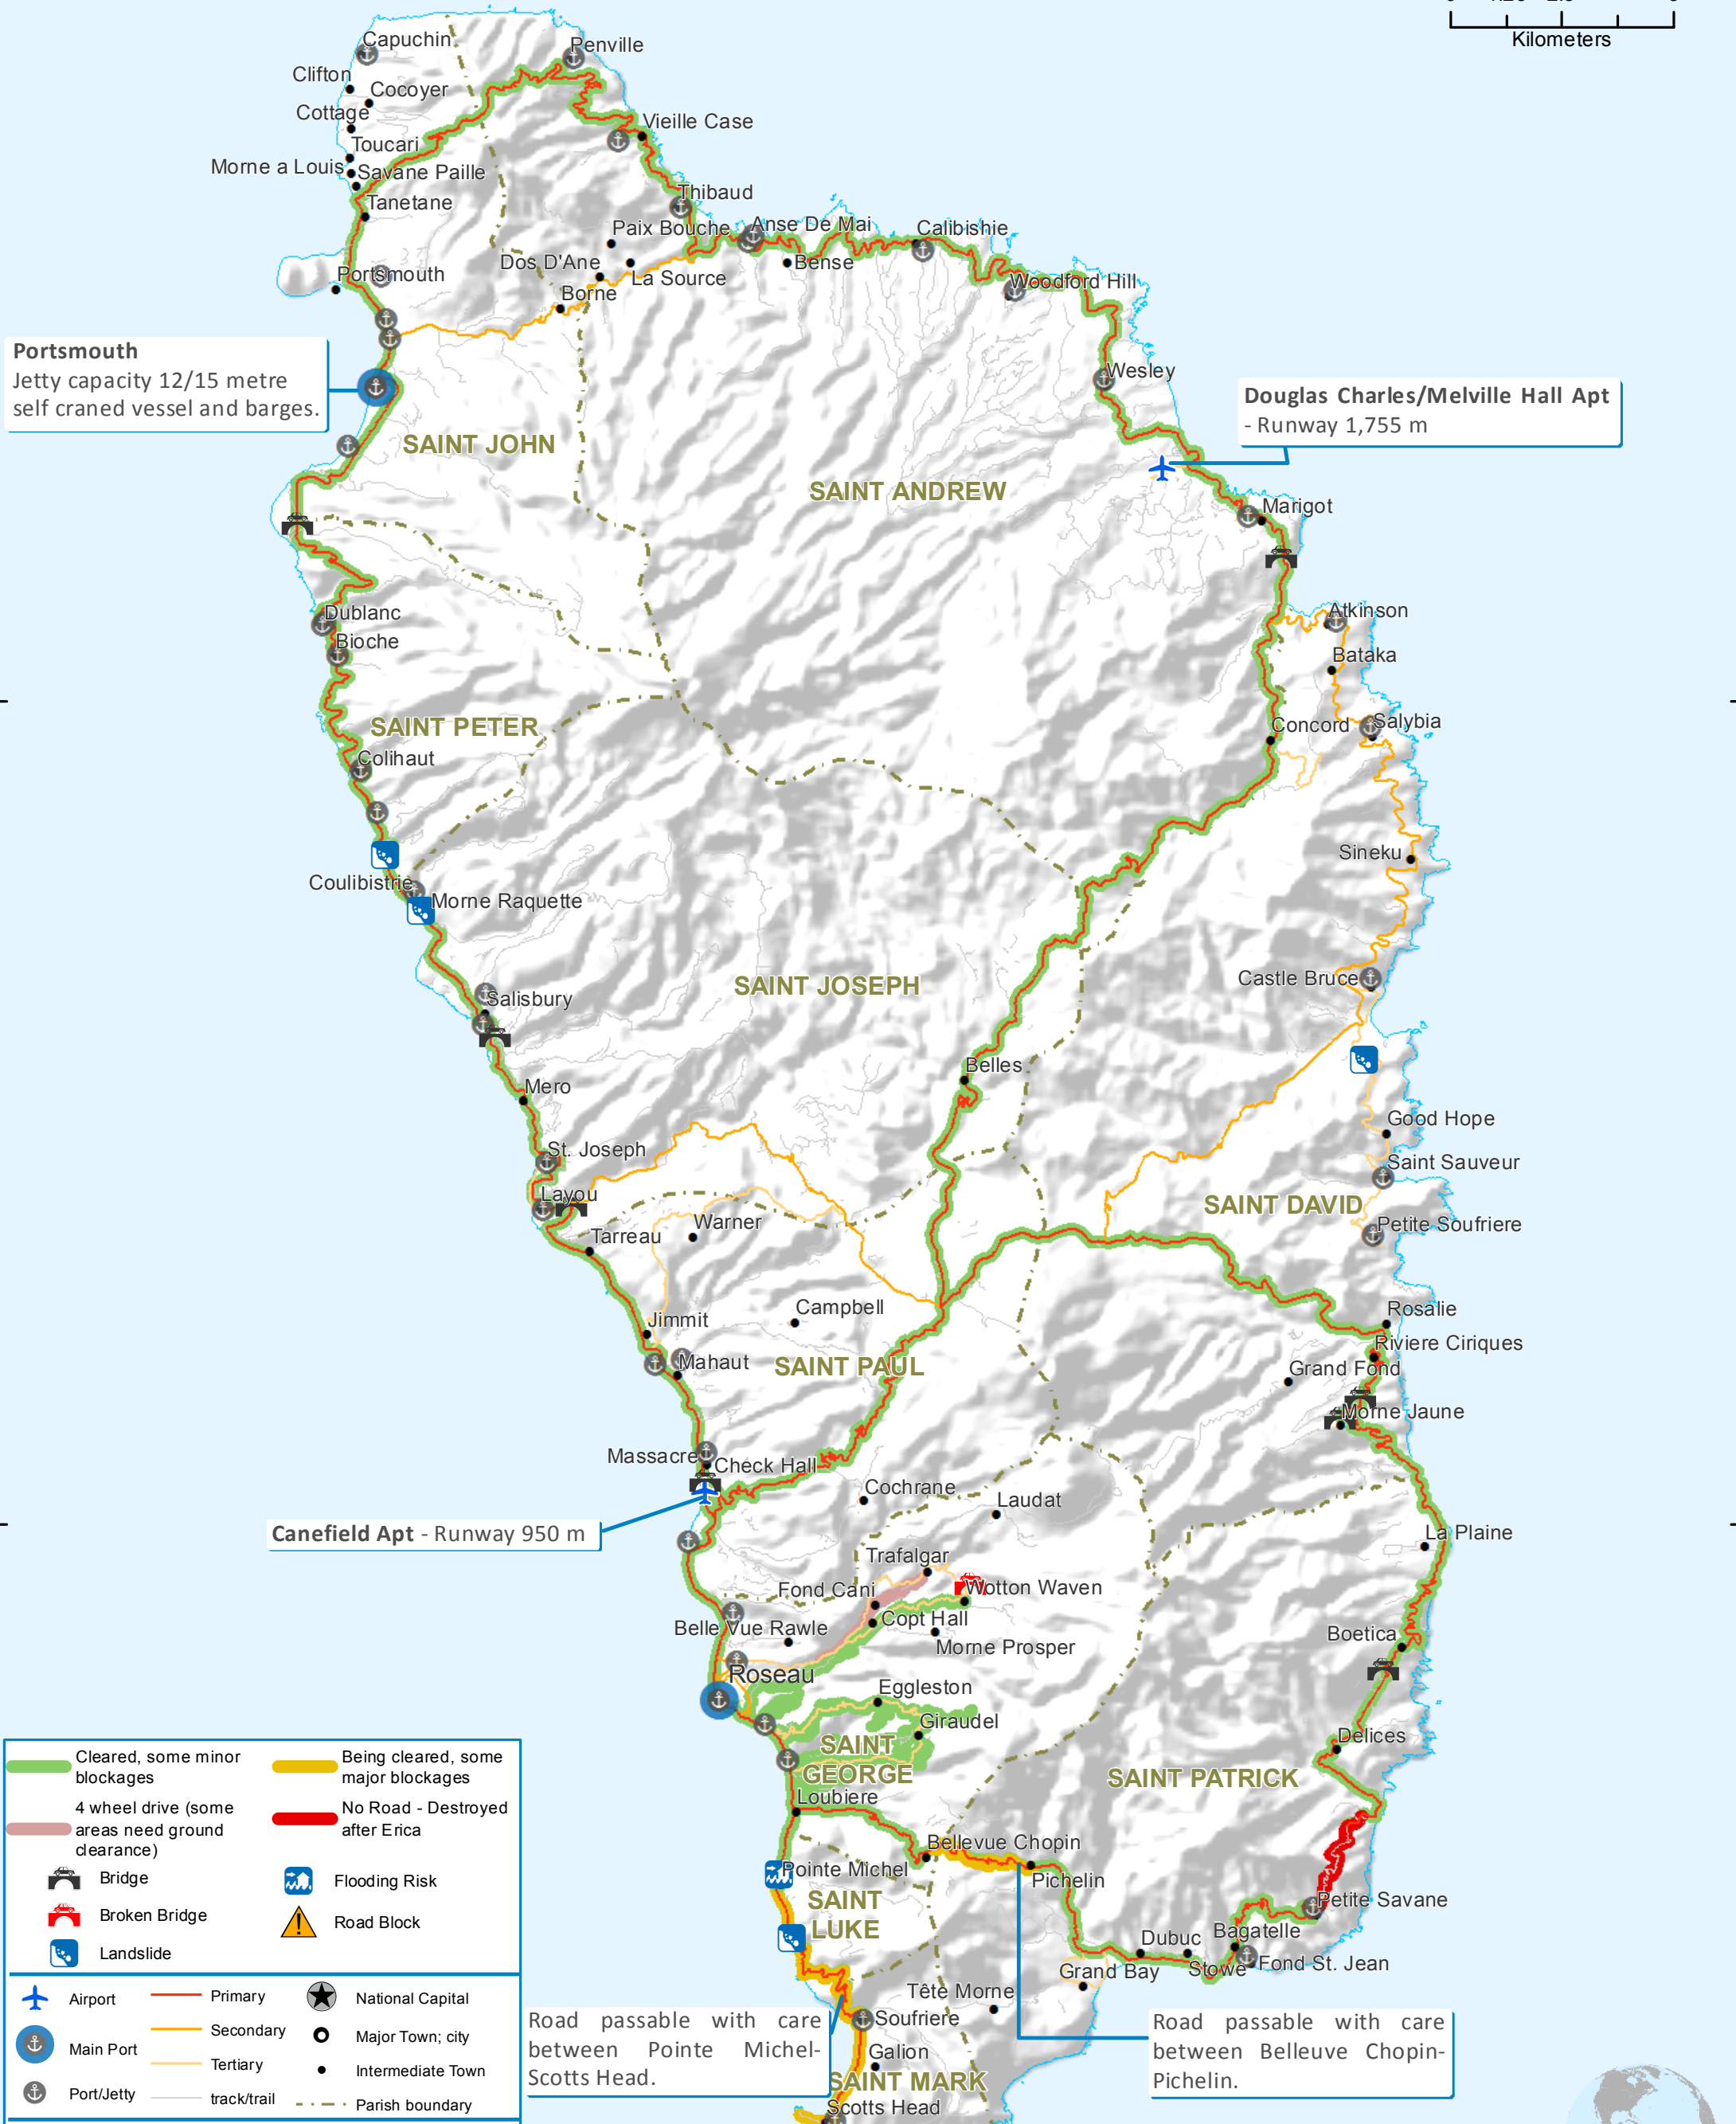 Kilometers
Capuchin
Penville
Clifton
Cocoyer
Cottage
Vieille Case
Toucari
Morne a Louis
Savane Paille
Thibaud
Tanetane
Paix Bouche
Anse De Mai
Calibishie
Dos D'Ane
Bense
Portsmouth
La Source
Woodford Hill
Borne
Portsmouth
Jetty capacity 12/15 metre
self craned vessel and barges.
Wesley
Douglas Charles/Melville Hall Apt
- Runway 1,755 m
SAINT JOHN
SAINT ANDREW
Marigot
Dublanc
Atkinson
Bioche
Bataka
SAINT PETER
Concord
Salybia
Colihaut
Sineku
Coulibistrie
Morne Raquette
Castle Bruce
SAINT JOSEPH
Salisbury
Belles
Mero
Good Hope
St. Joseph
Saint Sauveur
Layou
SAINT DAVID
Warner
Petite Soufriere
Tarreau
Campbell
Rosalie
Jimmit
Riviere Ciriques
Mahaut
SAINT PAUL
Grand Fond
Morne Jaune
Massacre
Check Hall
Cochrane
Laudat
Canefield Apt - Runway 950 m
La Plaine
Trafalgar
Fond Cani
Wotton Waven
Copt Hall
Belle Vue Rawle
Morne Prosper
Boetica
Roseau
Eggleston
Giraudel
Delices
SAINT
GEORGE
SAINT PATRICK
Loubiere
Bellevue Chopin
Pointe Michel
Pichelin
SAINT
LUKE
Petite Savane
Bagatelle
Dubuc
Stowe
Fond St. Jean
Grand Bay
Tête Morne
Soufriere
Galion
SAINT MARK
Scotts Head
Road passable with care
between Pointe Michel-
Scotts Head.
Road passable with care
between Belleuve Chopin-
Pichelin.
Cleared, some minor
blockages
Being cleared, some
major blockages
4 wheel drive (some
areas need ground
clearance)
No Road - Destroyed
after Erica
Bridge
Flooding Risk
Broken Bridge
Road Block
Landslide
Airport
Primary
National Capital
Main Port
Secondary
Major Town; city
Tertiary
Intermediate Town
Port/Jetty
track/trail
Parish boundary